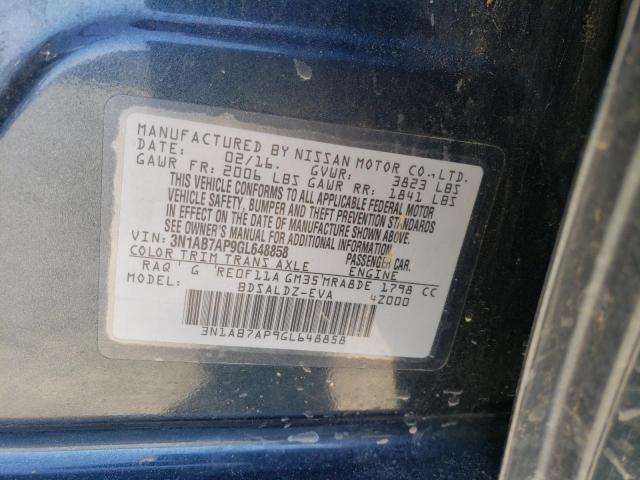 MANUFACTURED BY NISSAN MOTOR CO., LTD.
DATE: 02/16. GVWR: 3823 LBS
GAWR FR: 2006 LBS GAWR RR: 1841 LBS
THIS VEHICLE CONFORMS TO ALL APPLICABLE FEDERAL MOTOR
VEHICLE SAFETY, BUMPER AND THEFT PREVENTION STANDARDS
IN EFFECT ON THE DATE OF MANUFACTURE SHOWN ABOVE.
SEE OWNER'S MANUAL FOR ADDITIONAL INFORMATION.
VIN: 3N1AB7AP9GL648858 PASSENGER CAR.
COLOR TRIM TRANS AXLE ENGINE
RAQ G RE0F11A GM35 MRA8DE 1798 CC
MODEL: BDSALDZ-EVA 4Z000
3N1AB7AP9GL648858